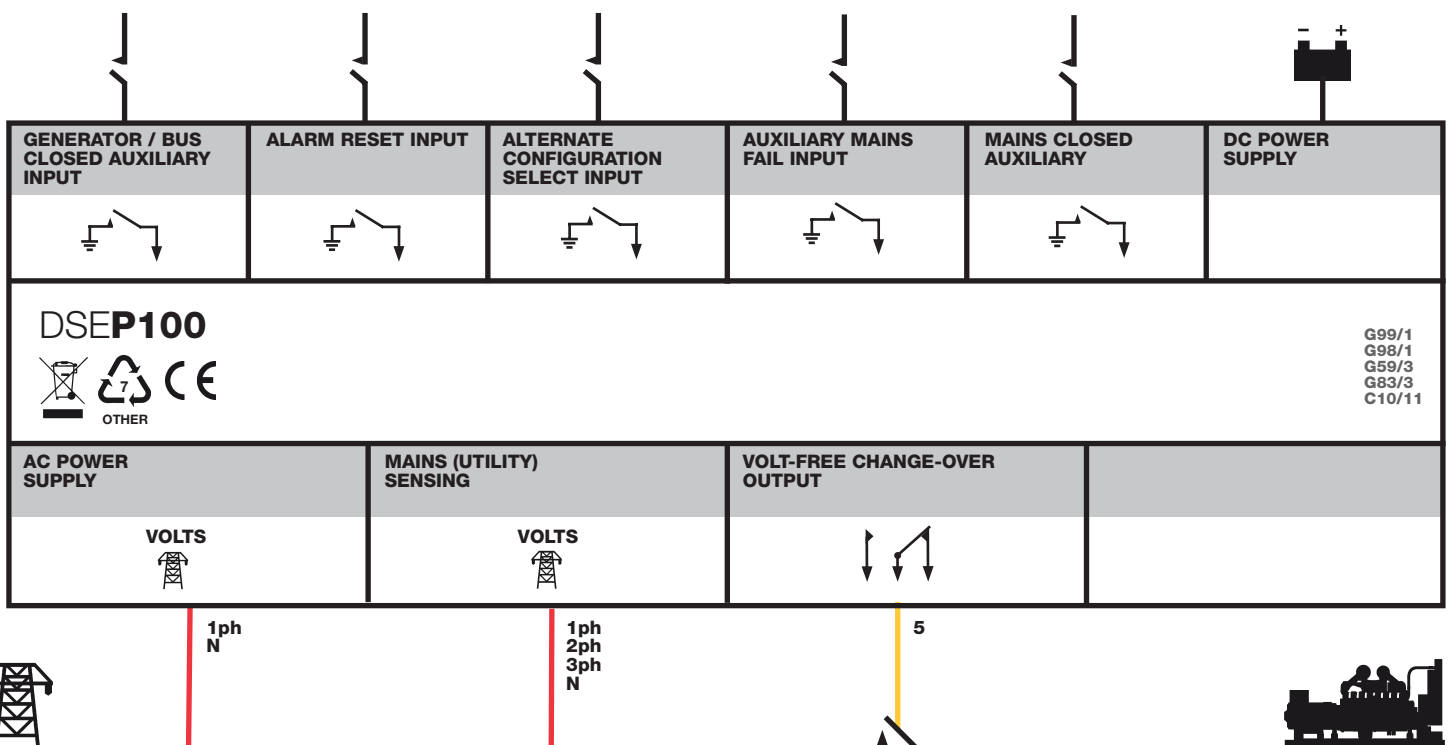 - +
GENERATOR / BUS
CLOSED AUXILIARY
INPUT
ALARM RESET INPUT
ALTERNATE
CONFIGURATION
SELECT INPUT
AUXILIARY MAINS
FAIL INPUT
MAINS CLOSED
AUXILIARY
DC POWER
SUPPLY
DSEP100
7
CE
OTHER
G99/1
G98/1
G59/3
G83/3
C10/11
AC POWER
SUPPLY
VOLTS
MAINS (UTILITY)
SENSING
VOLTS
VOLT-FREE CHANGE-OVER
OUTPUT
1ph
N
1ph
2ph
3ph
N
5